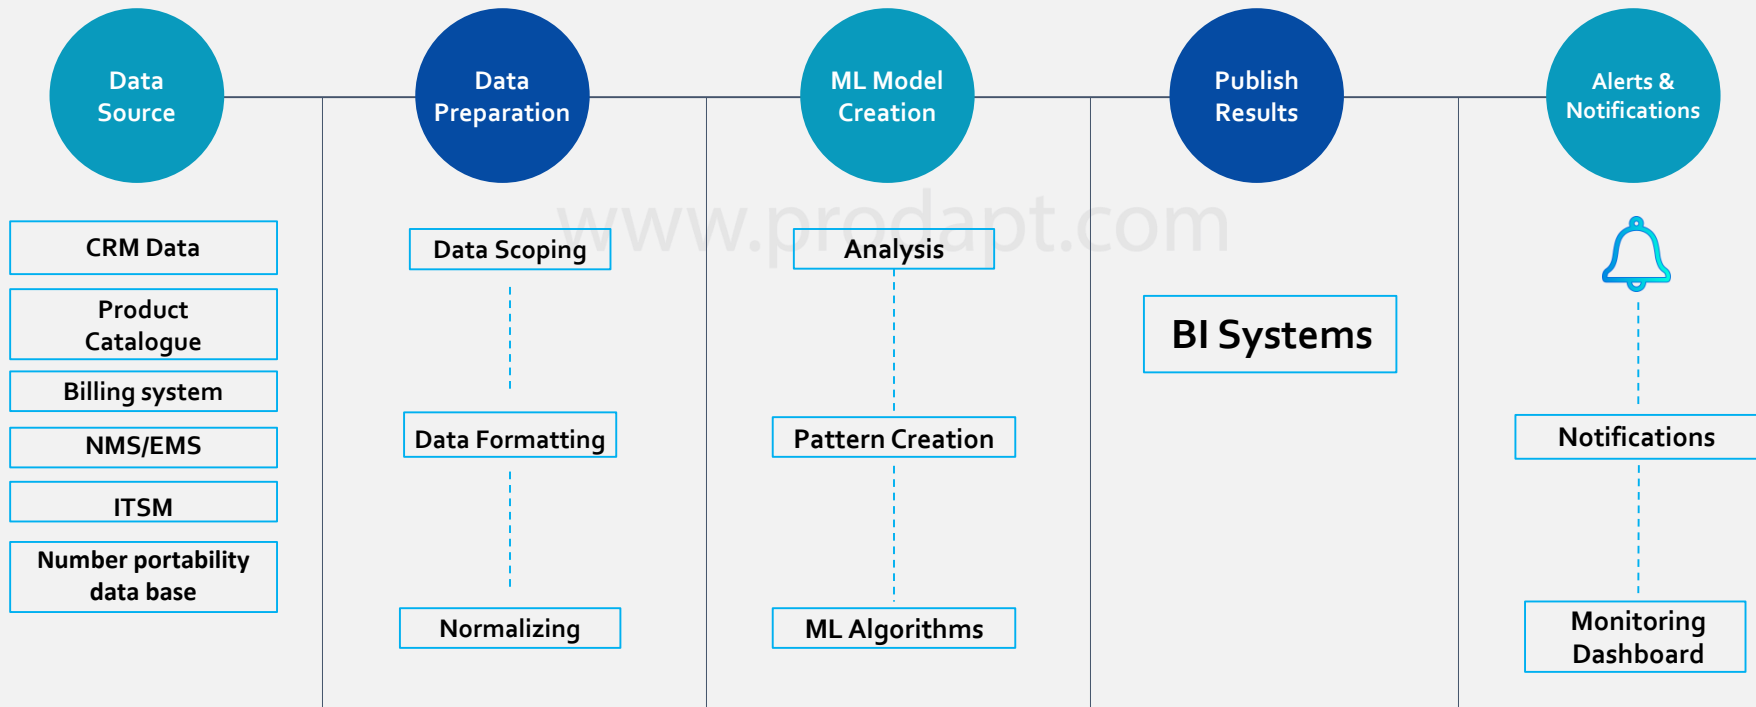 Data
Source
Data
Preparation
ML Model
Creation
Publish
Results
Alerts &
Notifications
www.prodapt.com
CRM Data
Product
Catalogue
Billing system
NMS/EMS
ITSM
Number portability
data base
Data Scoping
Data Formatting
Normalizing
Analysis
Pattern Creation
ML Algorithms
BI Systems
Notifications
Monitoring
Dashboard